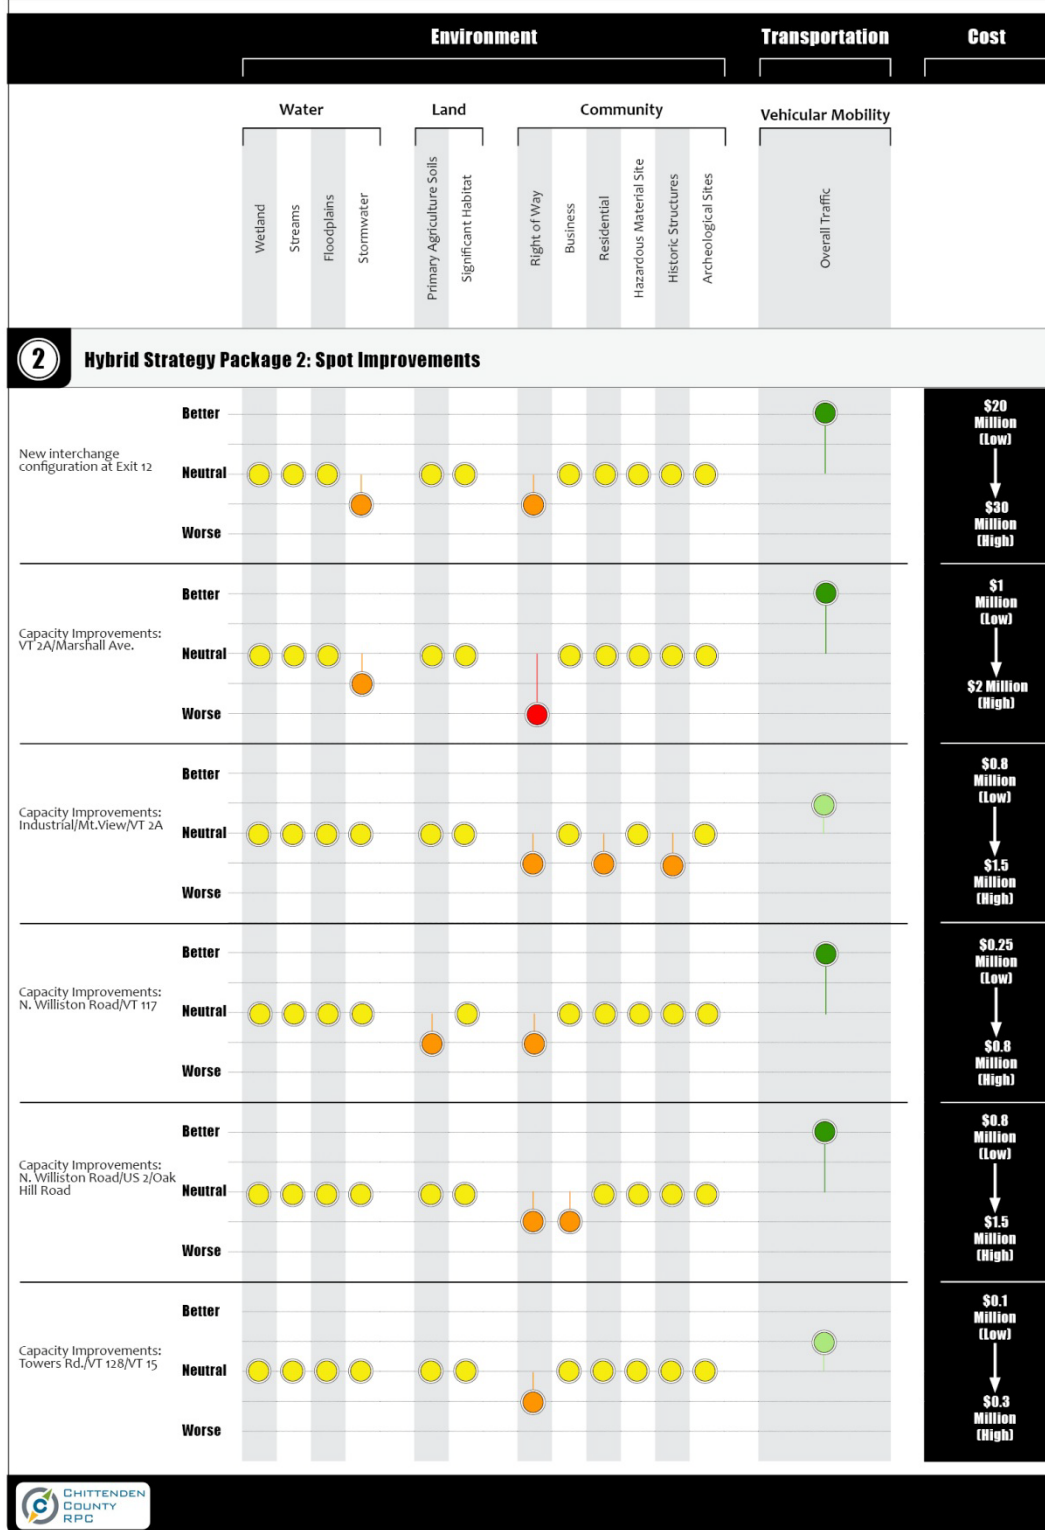 Environment
Transportation
Cost
Water
Land
Community
Vehicular Mobility
Wetland
Streams
Floodplains
Stormwater
Primary Agriculture Soils
Significant Habitat
Right of Way
Business
Residential
Hazardous Material Site
Historic Structures
Archeological Sites
Overall Traffic
2
Hybrid Strategy Package 2: Spot Improvements
New interchange
configuration at Exit 12
Better
Neutral
Worse
$20
Million
(Low)
$30
Million
(High)
Capacity Improvements:
VT 2A/Marshall Ave.
Better
Neutral
Worse
$1
Million
(Low)
$2 Million
(High)
Capacity Improvements:
Industrial/Mt.View/VT 2A
Better
Neutral
Worse
$0.8
Million
(Low)
$1.5
Million
(High)
Capacity Improvements:
N. Williston Road/VT 117
Better
Neutral
Worse
$0.25
Million
(Low)
$0.8
Million
(High)
Capacity Improvements:
N. Williston Road/US 2/Oak
Hill Road
Better
Neutral
Worse
$0.8
Million
(Low)
$1.5
Million
(High)
Capacity Improvements:
Towers Rd./VT 128/VT 15
Better
Neutral
Worse
$0.1
Million
(Low)
$0.3
Million
(High)
CHITTENDEN
COUNTY
RPC